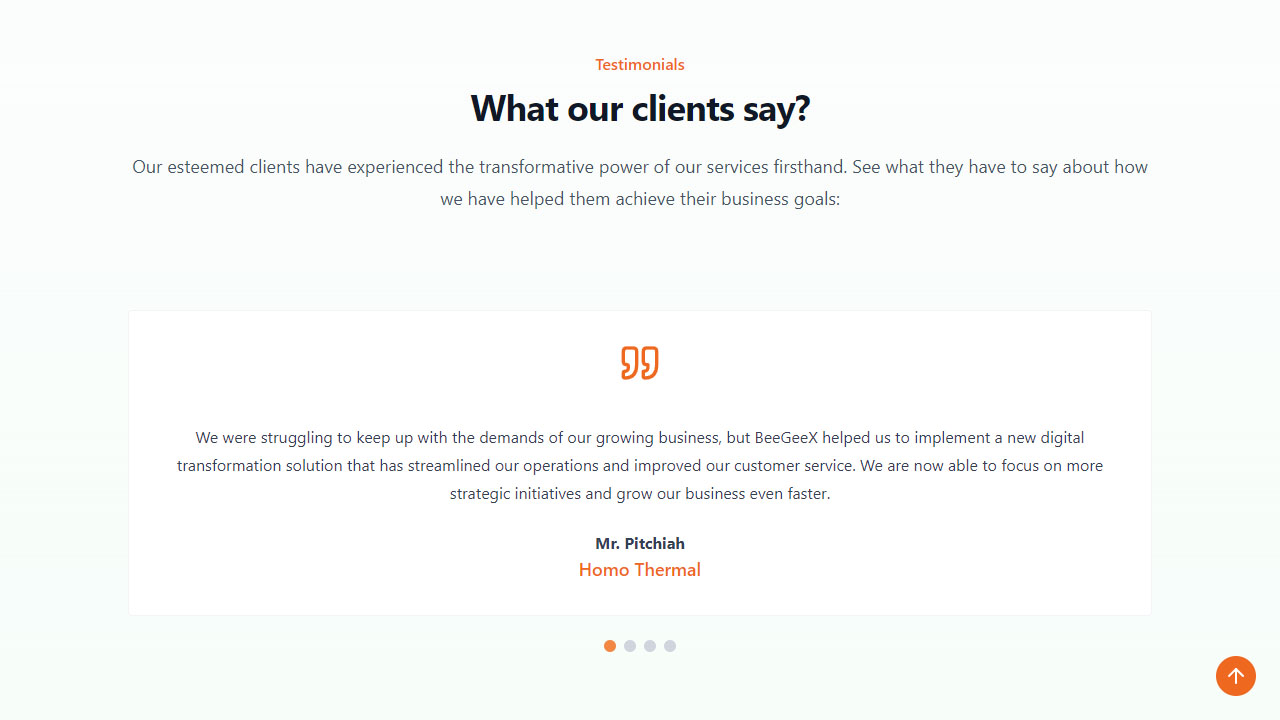 Testimonials
What our clients say?
Our esteemed clients have experienced the transformative power of our services firsthand. See what they have to say about how
we have helped them achieve their business goals:
We were struggling to keep up with the demands of our growing business, but BeeGeeX helped us to implement a new digital
transformation solution that has streamlined our operations and improved our customer service. We are now able to focus on more
strategic initiatives and grow our business even faster.
Mr. Pitchiah
Homo Thermal